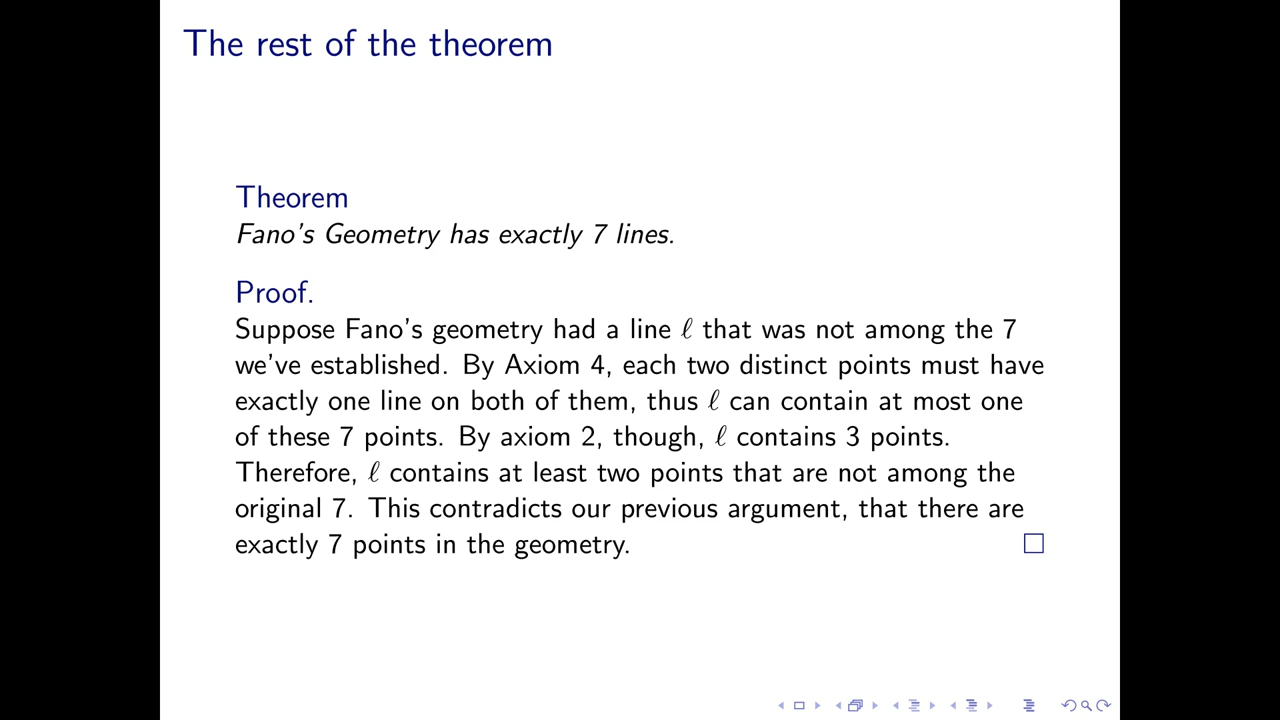 The rest of the theorem
Theorem
Fano's Geometry has exactly 7 lines.
Proof.
Suppose Fano's geometry had a line ℓ that was not among the 7
we've established. By Axiom 4, each two distinct points must have
exactly one line on both of them, thus ℓ can contain at most one
of these 7 points. By axiom 2, though, ℓ contains 3 points.
Therefore, ℓ contains at least two points that are not among the
original 7. This contradicts our previous argument, that there are
exactly 7 points in the geometry. □